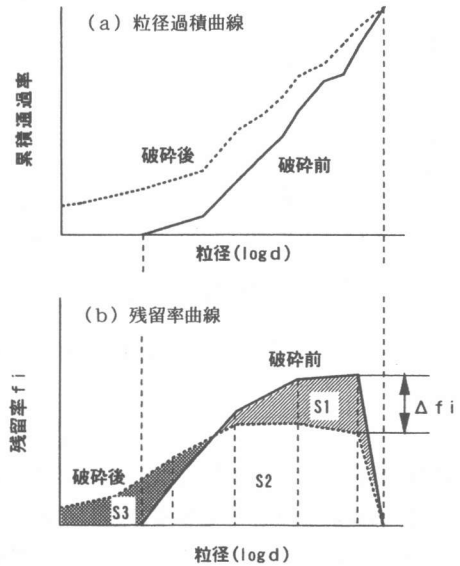 (a) 粒径過積曲線
累積通過率
破砕後
破砕前
粒径(logd)
(b) 残留率曲線
残留率fi
破砕前
S1
Δfi
破砕後
S2
S3
粒径(logd)